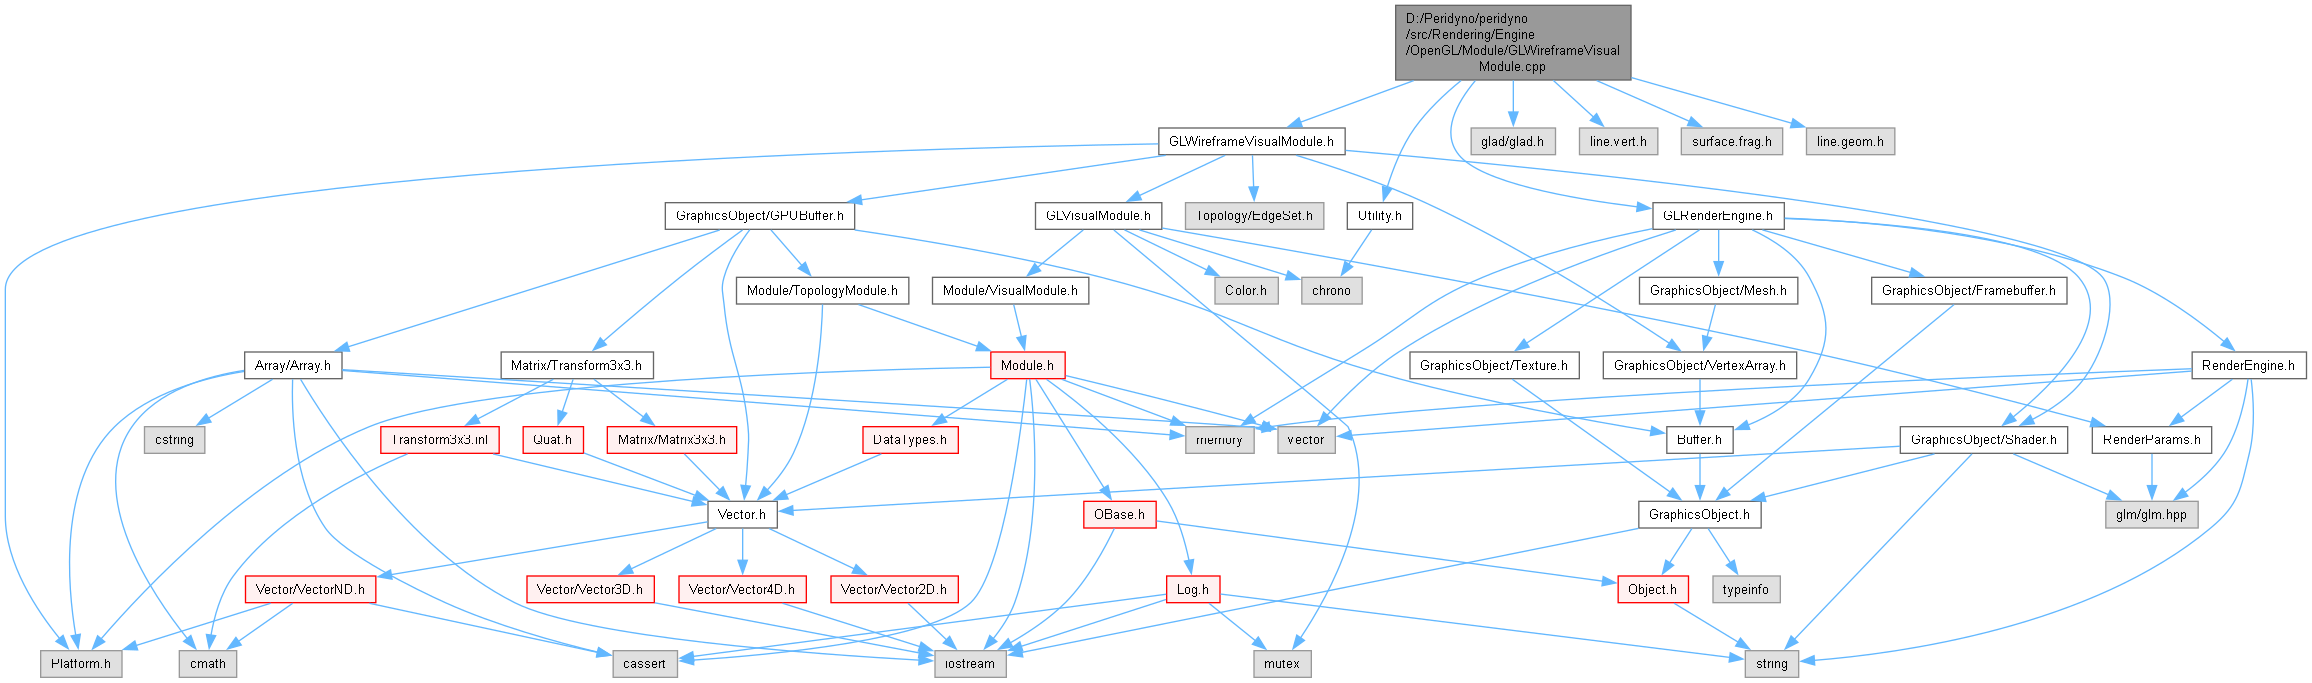 D:/Peridyno/peridyno
/src/Rendering/Engine
/OpenGL/Module/GLWireframeVisual
Module.cpp
GLWireframeVisualModule.h
glad/glad.h
line.vert.h
surface.frag.h
line.geom.h
GraphicsObject/GPUBuffer.h
GLVisualModule.h
Topology/EdgeSet.h
Utility.h
GLRenderEngine.h
Module/TopologyModule.h
Module/VisualModule.h
Color.h
chrono
GraphicsObject/Mesh.h
GraphicsObject/Framebuffer.h
Array/Array.h
Matrix/Transform3x3.h
Module.h
GraphicsObject/Texture.h
GraphicsObject/VertexArray.h
RenderEngine.h
cstring
Transform3x3.inl
Quat.h
Matrix/Matrix3x3.h
DataTypes.h
memory
vector
Buffer.h
GraphicsObject/Shader.h
RenderParams.h
Vector.h
OBase.h
GraphicsObject.h
glm/glm.hpp
Vector/VectorND.h
Vector/Vector3D.h
Vector/Vector4D.h
Vector/Vector2D.h
Log.h
Object.h
typeinfo
Platform.h
cmath
cassert
iostream
mutex
string